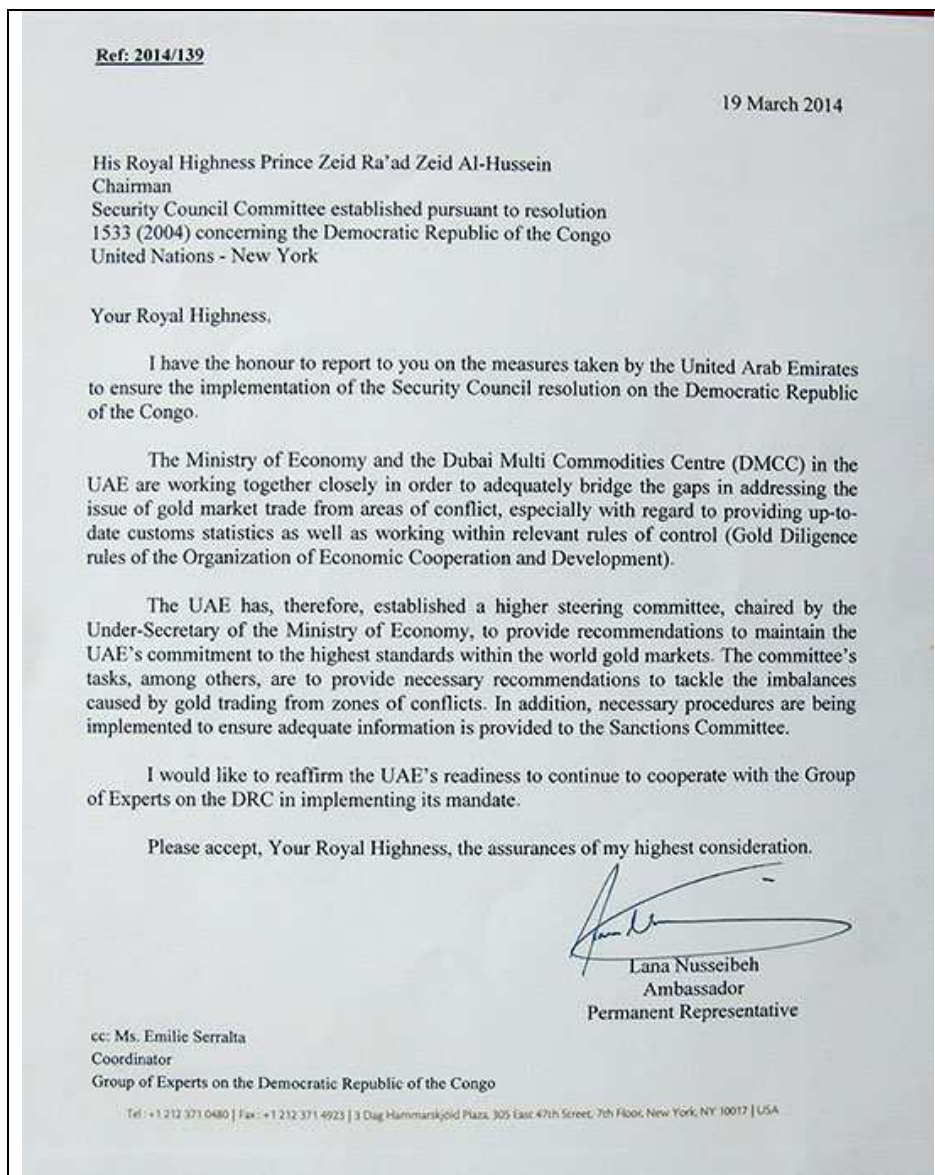 Ref: 2014/139
19 March 2014
His Royal Highness Prince Zeid Ra'ad Zeid Al-Hussein
Chairman
Security Council Committee established pursuant to resolution
1533 (2004) concerning the Democratic Republic of the Congo
United Nations - New York
Your Royal Highness,
I have the honour to report to you on the measures taken by the United Arab Emirates
to ensure the implementation of the Security Council resolution on the Democratic Republic
of the Congo.
The Ministry of Economy and the Dubai Multi Commodities Centre (DMCC) in the
UAE are working together closely in order to adequately bridge the gaps in addressing the
issue of gold market trade from areas of conflict, especially with regard to providing up-to-
date customs statistics as well as working within relevant rules of control (Gold Diligence
rules of the Organization of Economic Cooperation and Development).
The UAE has, therefore, established a higher steering committee, chaired by the
Under-Secretary of the Ministry of Economy, to provide recommendations to maintain the
UAE's commitment to the highest standards within the world gold markets. The committee's
tasks, among others, are to provide necessary recommendations to tackle the imbalances
caused by gold trading from zones of conflicts. In addition, necessary procedures are being
implemented to ensure adequate information is provided to the Sanctions Committee.
I would like to reaffirm the UAE's readiness to continue to cooperate with the Group
of Experts on the DRC in implementing its mandate.
Please accept, Your Royal Highness, the assurances of my highest consideration.
Lana Nusseibeh
Ambassador
Permanent Representative
cc: Ms. Emilie Serralta
Coordinator
Group of Experts on the Democratic Republic of the Congo
Tel: +1 212 371 0480 | Fax: +1 212 371 4923 | 3 Dag Hammarskjöld Plaza, 305 East 47th Street, 7th Floor, New York, NY 10017 | USA